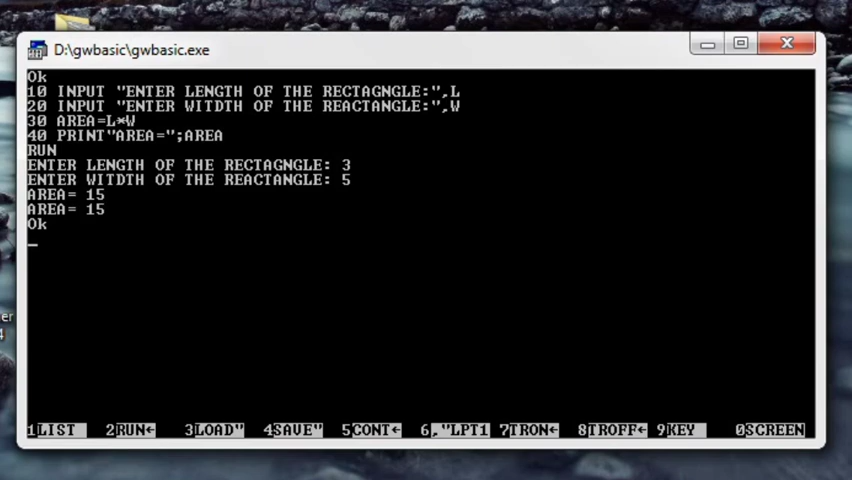 D:\gwbasic\gwbasic.exe
Ok
10 INPUT "ENTER LENGTH OF THE RECTAGNGLE:",L
20 INPUT "ENTER WITDTH OF THE REACTANGLE:",W
30 AREA=L*W
40 PRINT"AREA=";AREA
RUN
ENTER LENGTH OF THE RECTAGNGLE: 3
ENTER WITDTH OF THE REACTANGLE: 5
AREA= 15
AREA= 15
Ok
er
4
1LIST 2RUN← 3LOAD" 4SAVE" 5CONT← 6,"LPT1 7TRON← 8TROFF← 9KEY 0SCREEN